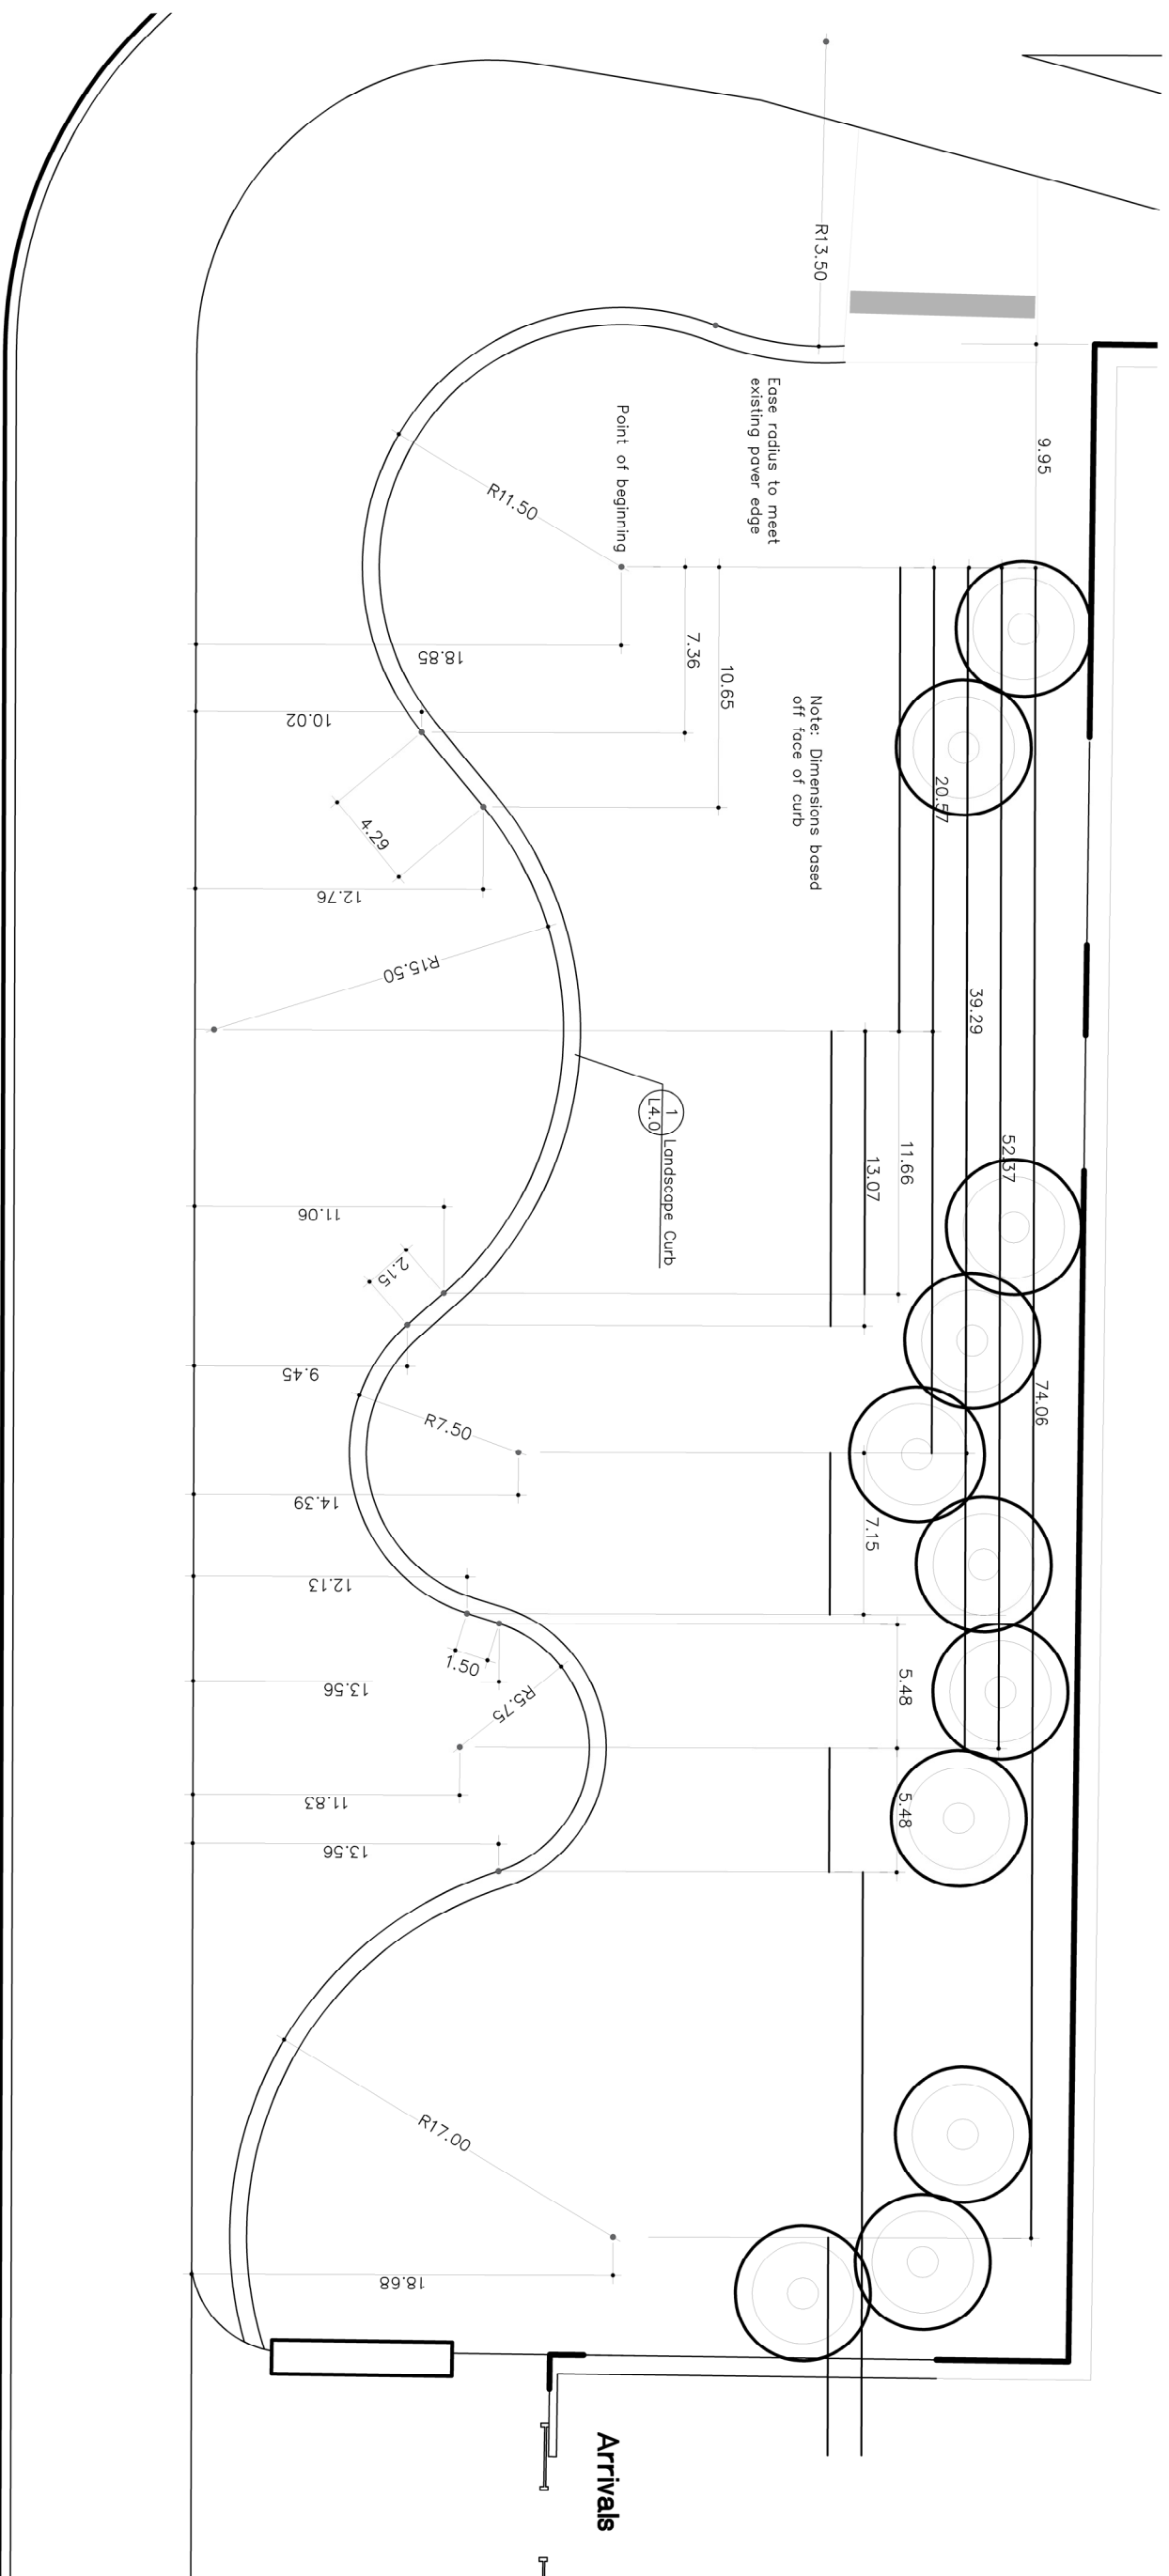 R13.50
9.95
Ease radius to meet
existing paver edge
Point of beginning
R11.50
18.85
7.36
10.65
10.02
Note: Dimensions based
off face of curb
20.57
4.29
12.76
R15.50
39.29
1
L4.0
Landscape Curb
11.66
13.07
52.37
11.06
2.15
9.45
74.06
R7.50
14.39
7.15
12.13
1.50
13.56
R5.75
5.48
11.83
5.48
13.56
R17.00
18.68
Arrivals